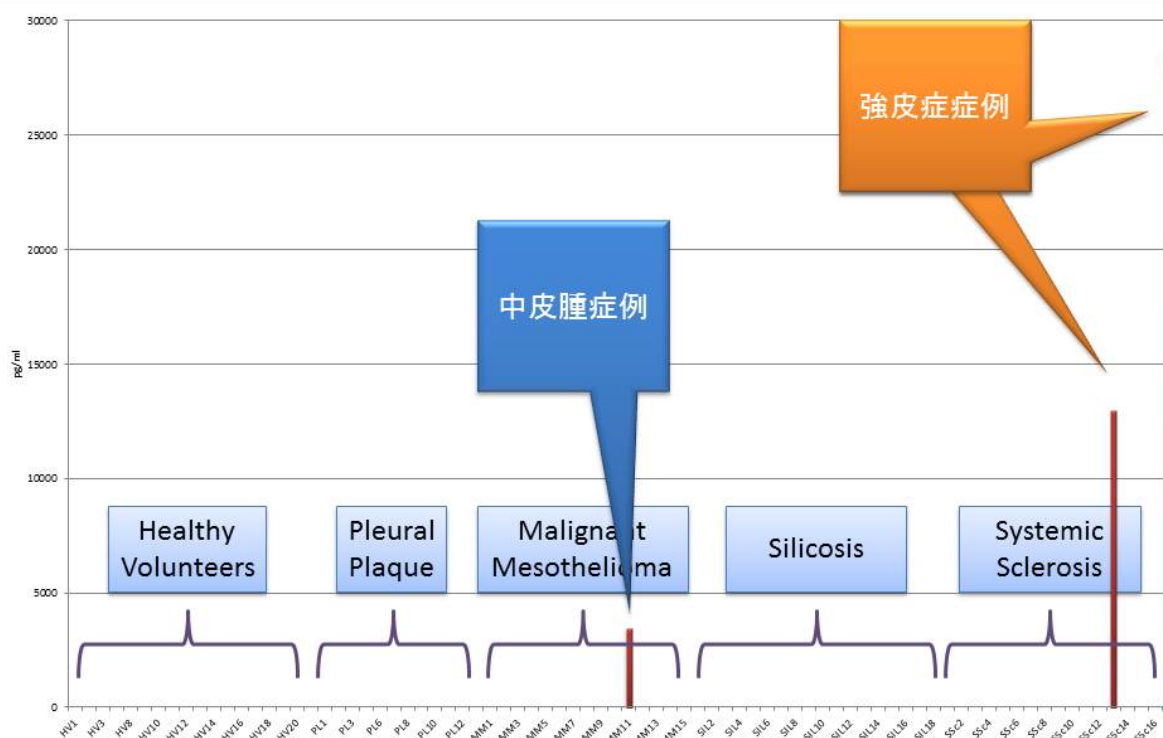 30000
25000
20000
15000
10000
5000
0
pg/ml
強皮症症例
中皮腫症例
Healthy
Volunteers
Pleural
Plaque
Malignant
Mesothelioma
Silicosis
Systemic
Sclerosis
HV1
HV3
HV8
HV10
HV12
HV14
HV16
HV18
HV20
PL1
PL3
PL6
PL8
PL10
PL12
MM1
MM3
MM5
MM7
MM9
MM11
MM13
MM15
SIL2
SIL4
SIL6
SIL8
SIL10
SIL12
SIL14
SIL16
SIL18
SSc2
SSc4
SSc6
SSc8
SSc10
SSc12
SSc14
SSc16